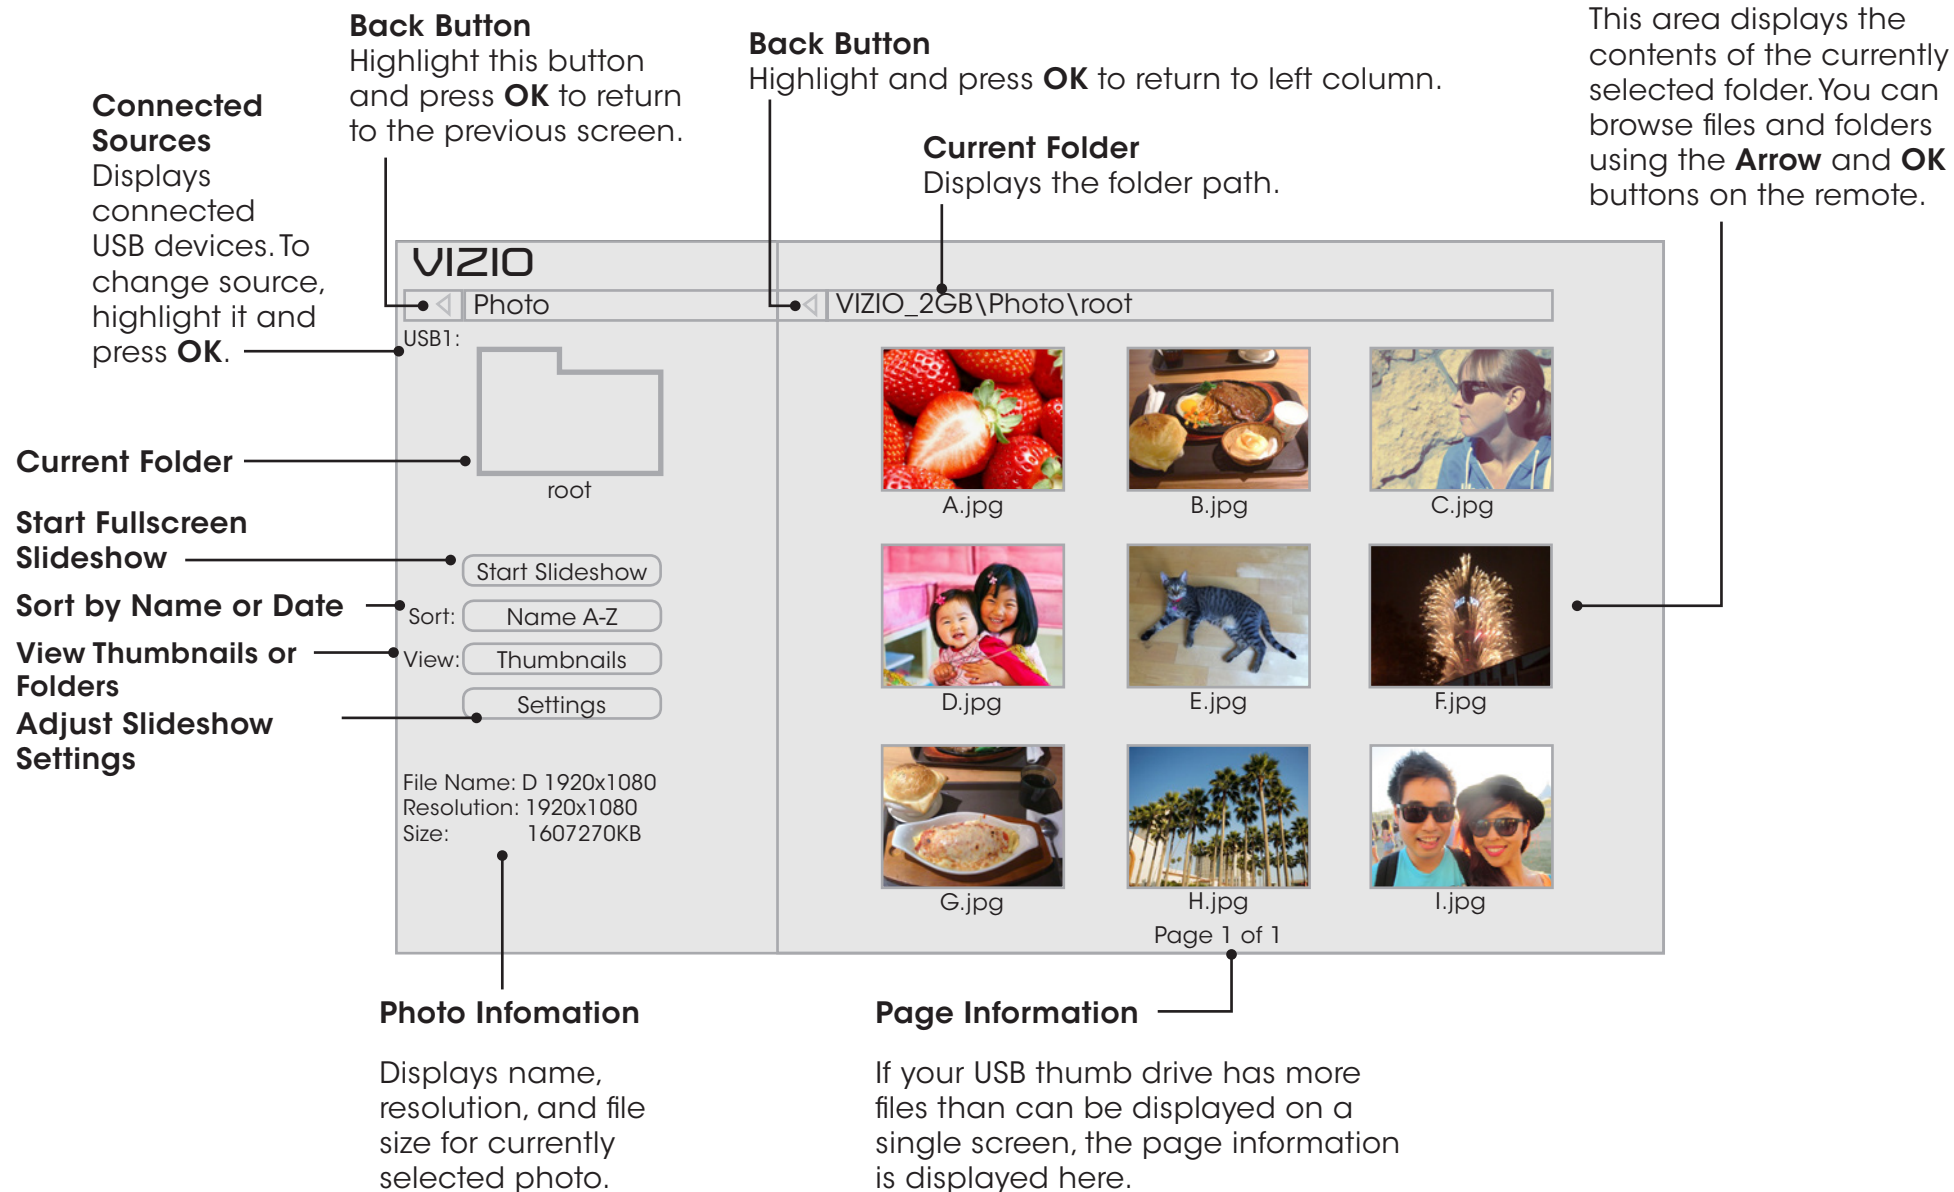 Back Button
Highlight this button
and press OK to return
to the previous screen.
Back Button
Highlight and press OK to return to left column.
This area displays the
contents of the currently
selected folder. You can
browse files and folders
using the Arrow and OK
buttons on the remote.
Connected
Sources
Displays
connected
USB devices. To
change source,
highlight it and
press OK.
Current Folder
Displays the folder path.
VIZIO
Photo
VIZIO_2GB\Photo\root
USB1:
root
Current Folder
Start Fullscreen
Slideshow
Sort by Name or Date
View Thumbnails or
Folders
Adjust Slideshow
Settings
Start Slideshow
Sort: Name A-Z
View: Thumbnails
Settings
File Name: D 1920x1080
Resolution: 1920x1080
Size: 1607270KB
A.jpg
B.jpg
C.jpg
D.jpg
E.jpg
F.jpg
G.jpg
H.jpg
I.jpg
Page 1 of 1
Photo Infomation
Displays name,
resolution, and file
size for currently
selected photo.
Page Information
If your USB thumb drive has more
files than can be displayed on a
single screen, the page information
is displayed here.